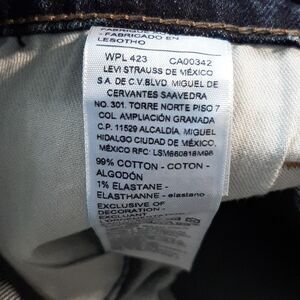 FABRICADO EN
LESOTHO
WPL 423 CA00342
LEVI STRAUSS DE MÉXICO
S.A. DE C.V.BLVD. MIGUEL DE
CERVANTES SAAVEDRA
NO. 301. TORRE NORTE PISO 7
COL AMPLIACIÓN GRANADA
C.P. 11529 ALCALDÍA MIGUEL
HIDALGO CIUDAD DE MÉXICO,
MÉXICO RFC: LSM660818M96
99% COTTON - COTON -
ALGODÓN
1% ELASTANE -
ELASTHANNE - elastano
EXCLUSIVE OF
DECORATION -
EXCLUANT